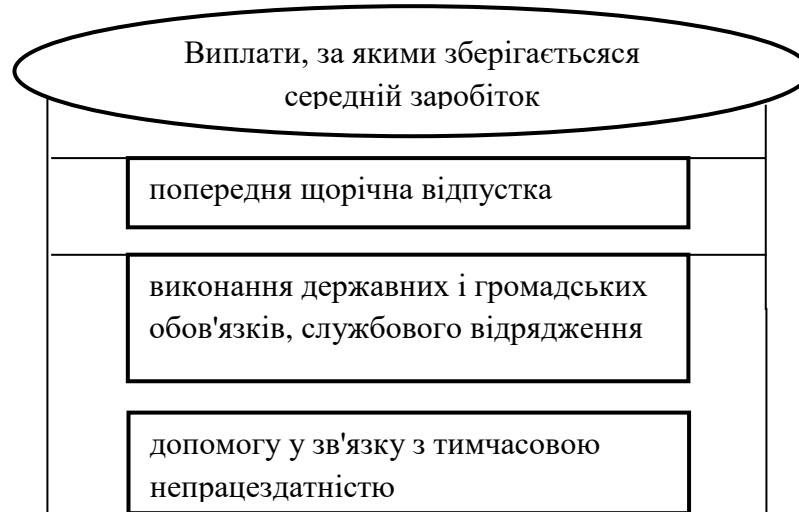 Виплати, за якими зберігаєтьсяся
середній заробіток
попередня щорічна відпустка
виконання державних і громадських
обов'язків, службового відрядження
допомогу у зв'язку з тимчасовою
непрацездатністю